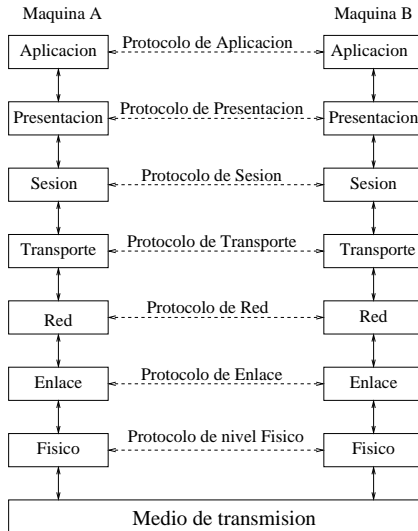 Maquina A Maquina B
Aplicacion Protocolo de Aplicacion Aplicacion
Presentacion Protocolo de Presentacion Presentacion
Sesion Protocolo de Sesion Sesion
Transporte Protocolo de Transporte Transporte
Red Protocolo de Red Red
Enlace Protocolo de Enlace Enlace
Fisico Protocolo de nivel Fisico Fisico
Medio de transmision